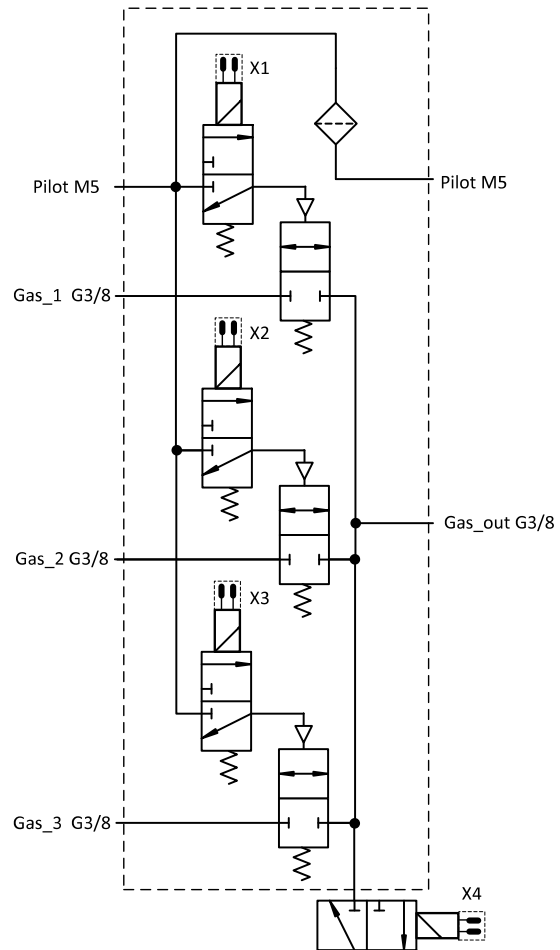 X1
Pilot M5
Pilot M5
Gas_1 G3/8
X2
Gas_out G3/8
Gas_2 G3/8
X3
Gas_3 G3/8
X4